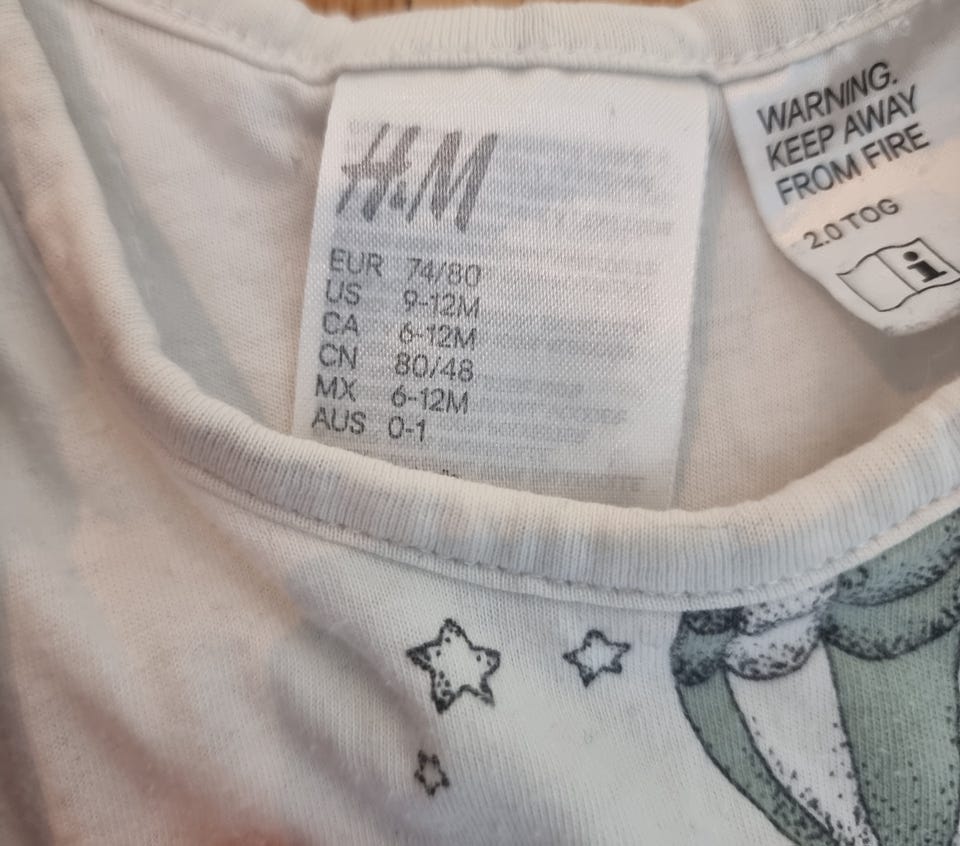 H&M
EUR 74/80
US 9-12M
CA 6-12M
CN 80/48
MX 6-12M
AUS 0-1
WARNING.
KEEP AWAY
FROM FIRE
2.0 TOG
i